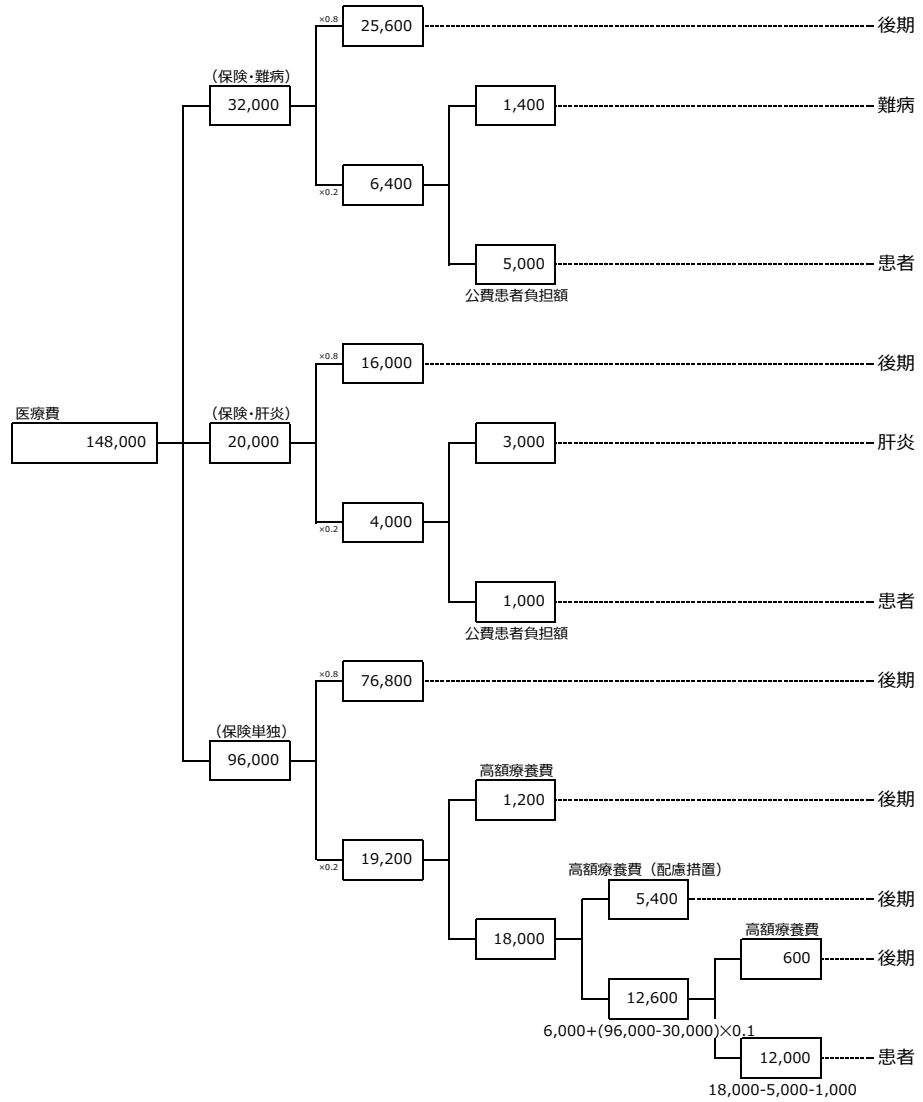 ×0.8
25,600
後期
(保険・難病)
32,000
1,400
難病
×0.2
6,400
5,000
患者
公費患者負担額
×0.8
16,000
後期
医療費
148,000
(保険・肝炎)
20,000
3,000
肝炎
×0.2
4,000
1,000
患者
公費患者負担額
×0.8
76,800
後期
(保険単独)
96,000
高額療養費
1,200
後期
×0.2
19,200
高額療養費(配慮措置)
5,400
後期
18,000
高額療養費
600
後期
12,600
6,000+(96,000-30,000)×0.1
12,000
患者
18,000-5,000-1,000